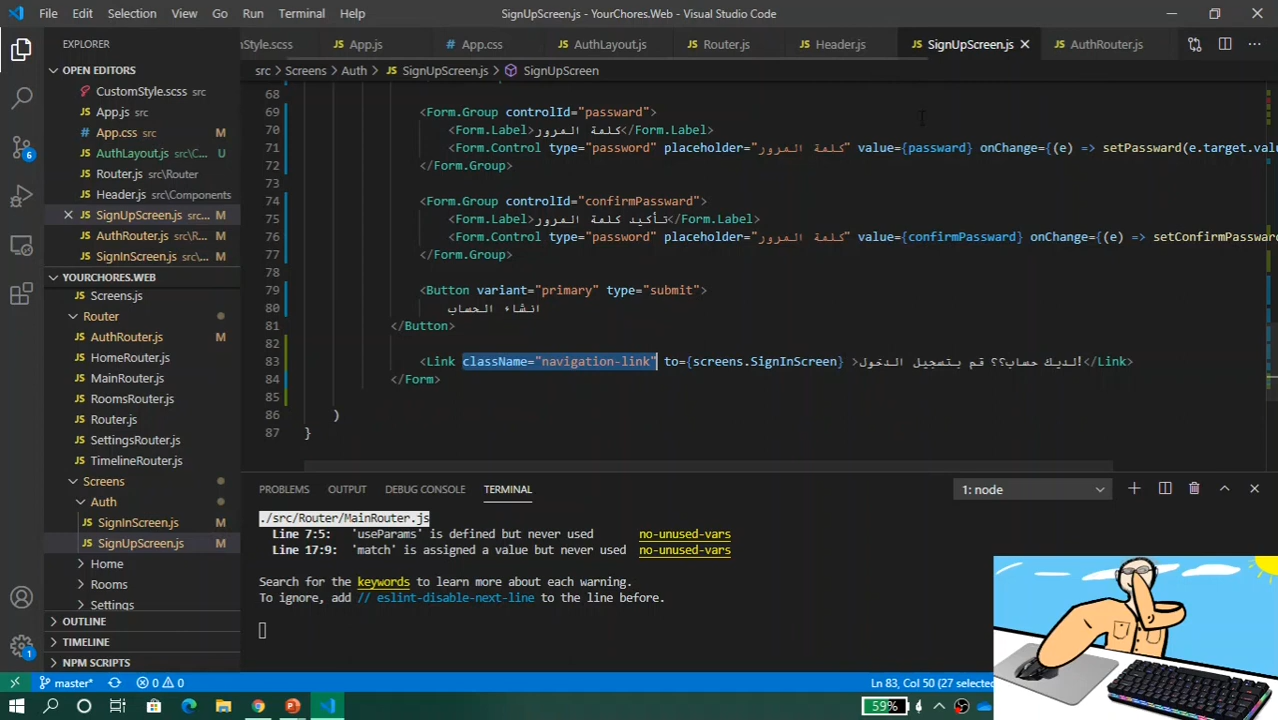 File Edit Selection View Go Run Terminal Help
SignUpScreen.js - YourChores.Web - Visual Studio Code
EXPLORER
OPEN EDITORS
CustomStyle.scss src
App.js src
App.css src M
AuthLayout.js src\C... U
Router.js src\Router
Header.js src\Components
SignUpScreen.js src... M
AuthRouter.js src\R... M
SignInScreen.js src\... M
YOURCHORES.WEB
Screens.js
Router
AuthRouter.js M
HomeRouter.js
MainRouter.js
RoomsRouter.js
Router.js
SettingsRouter.js
TimelineRouter.js
Screens
Auth
SignInScreen.js M
SignUpScreen.js M
Home
Rooms
Settings
OUTLINE
TIMELINE
NPM SCRIPTS
6
1
mStyle.scss App.js App.css AuthLayout.js Router.js Header.js SignUpScreen.js AuthRouter.js
src Screens Auth SignUpScreen.js SignUpScreen
68
69 <Form.Group controlId="passward">
70 <Form.Label>كلمة المرور</Form.Label>
71 <Form.Control type="password" placeholder="كلمة المرور" value={password} onChange={(e) => setPassword(e.target.valu
72 </Form.Group>
73
74 <Form.Group controlId="confirmPassward">
75 <Form.Label>تأكيد كلمة المرور</Form.Label>
76 <Form.Control type="password" placeholder="كلمة المرور" value={confirmPassward} onChange={(e) => setConfirmPassward
77 </Form.Group>
78
79 <Button variant="primary" type="submit">
80 انشاء الحساب
81 </Button>
82
83 <Link className="navigation-link" to={screens.SignInScreen} >لديك حساب؟؟ قم بتسجيل الدخول!</Link>
84 </Form>
85
86 )
87 }
PROBLEMS OUTPUT DEBUG CONSOLE TERMINAL
1: node
./src/Router/MainRouter.js
Line 7:5: 'useParams' is defined but never used no-unused-vars
Line 17:9: 'match' is assigned a value but never used no-unused-vars
Search for the keywords to learn more about each warning.
To ignore, add // eslint-disable-next-line to the line before.
master* 0 0
Ln 83, Col 50 (27 selected
59%